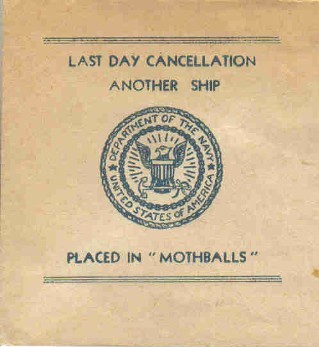 LAST DAY CANCELLATION
ANOTHER SHIP
DEPARTMENT OF THE NAVY
UNITED STATES OF AMERICA
PLACED IN "MOTHBALLS"